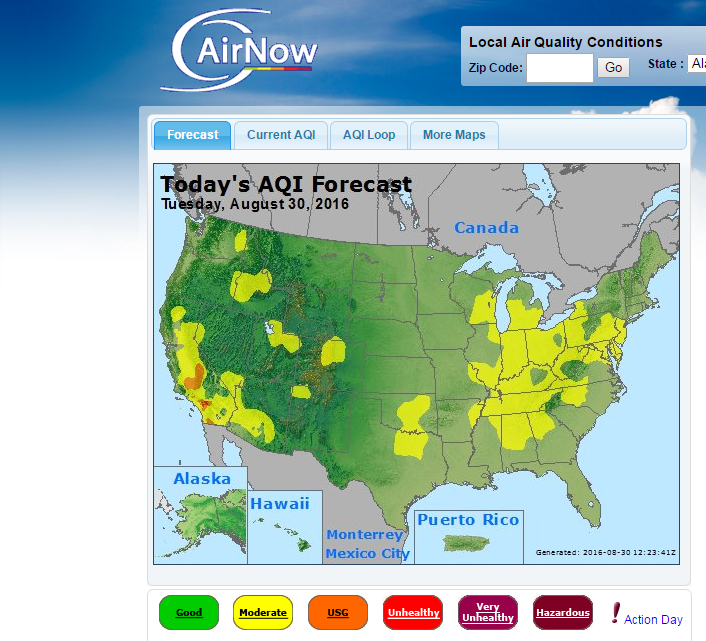 AirNow
Local Air Quality Conditions
Zip Code: Go State : Ala
Forecast Current AQI AQI Loop More Maps
Today's AQI Forecast
Tuesday, August 30, 2016
Canada
Alaska
Hawaii
Puerto Rico
Monterrey
Mexico City
Generated: 2016-08-30 12:23:41Z
Good Moderate USG Unhealthy Very Unhealthy Hazardous ! Action Day